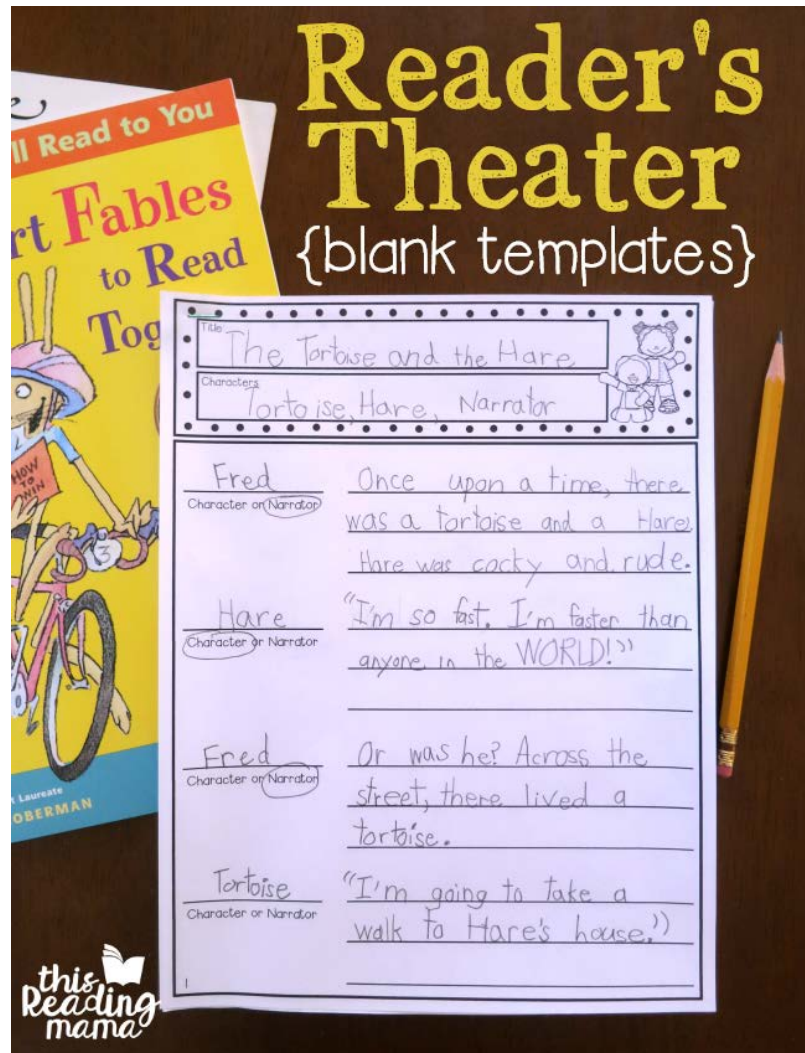 Reader's
Theater
{blank templates}
ll Read to You
rt Fables
to Read
Tog
HOW
TO
WIN
3
t Laureate
OBERMAN
Title
The Tortoise and the Hare
Characters
Tortoise, Hare, Narrator
Fred
Character or Narrator
Once upon a time, there
was a tortoise and a Hare.
Hare was cocky and rude.
Hare
Character or Narrator
"I'm so fast. I'm faster than
anyone in the WORLD!"
Fred
Character or Narrator
Or was he? Across the
street, there lived a
tortoise.
Tortoise
Character or Narrator
"I'm going to take a
walk to Hare's house."
1
this
Reading
mama